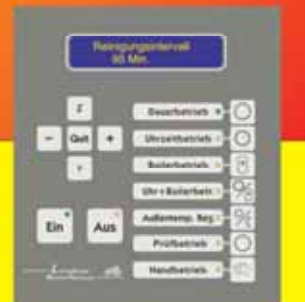 Reinigungsintervall
90 Min.
Z
- Quit +
Y
Ein Aus
Dauerbetrieb
Uhrzeitbetrieb
Boilerbetrieb
Uhr + Boilerbetr.
Außentemp. Reg.
Prüfbetrieb
Handbetrieb